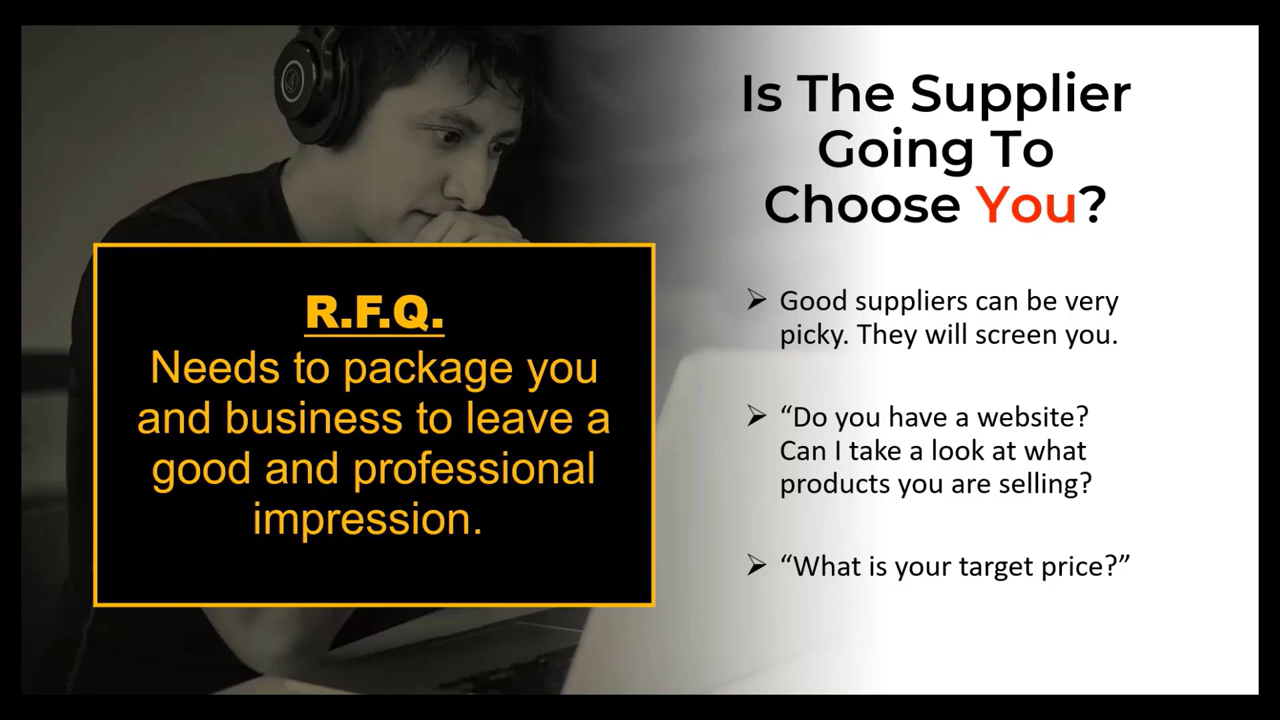 Is The Supplier
Going To
Choose You?
R.F.Q.
Needs to package you
and business to leave a
good and professional
impression.
➢ Good suppliers can be very
picky. They will screen you.
➢ “Do you have a website?
Can I take a look at what
products you are selling?
➢ “What is your target price?”